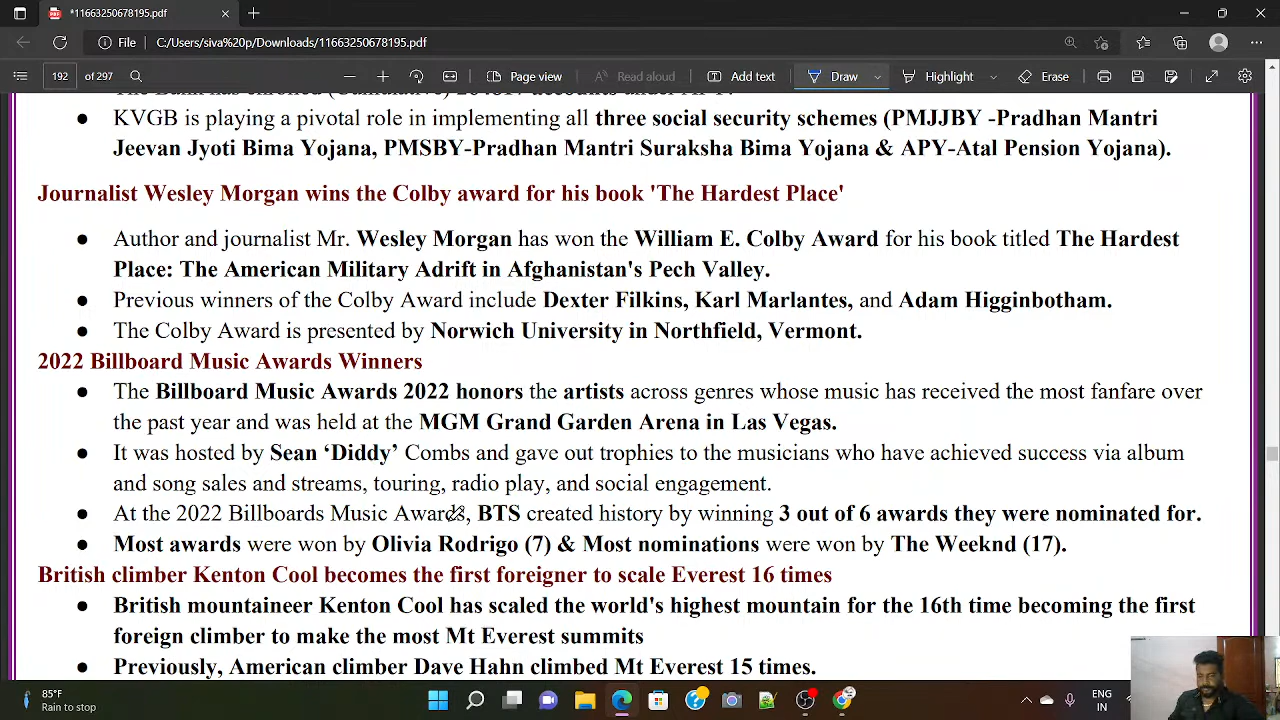 *11663250678195.pdf
File C:/Users/siva%20p/Downloads/11663250678195.pdf
192 of 297 Page view Read aloud Add text Draw Highlight Erase
● KVGB is playing a pivotal role in implementing all three social security schemes (PMJJBY -Pradhan Mantri
Jeevan Jyoti Bima Yojana, PMSBY-Pradhan Mantri Suraksha Bima Yojana & APY-Atal Pension Yojana).
Journalist Wesley Morgan wins the Colby award for his book 'The Hardest Place'
● Author and journalist Mr. Wesley Morgan has won the William E. Colby Award for his book titled The Hardest
Place: The American Military Adrift in Afghanistan's Pech Valley.
● Previous winners of the Colby Award include Dexter Filkins, Karl Marlantes, and Adam Higginbotham.
● The Colby Award is presented by Norwich University in Northfield, Vermont.
2022 Billboard Music Awards Winners
● The Billboard Music Awards 2022 honors the artists across genres whose music has received the most fanfare over
the past year and was held at the MGM Grand Garden Arena in Las Vegas.
● It was hosted by Sean ‘Diddy’ Combs and gave out trophies to the musicians who have achieved success via album
and song sales and streams, touring, radio play, and social engagement.
● At the 2022 Billboards Music Awards, BTS created history by winning 3 out of 6 awards they were nominated for.
● Most awards were won by Olivia Rodrigo (7) & Most nominations were won by The Weeknd (17).
British climber Kenton Cool becomes the first foreigner to scale Everest 16 times
● British mountaineer Kenton Cool has scaled the world's highest mountain for the 16th time becoming the first
foreign climber to make the most Mt Everest summits
● Previously, American climber Dave Hahn climbed Mt Everest 15 times.
85°F
Rain to stop
ENG
IN